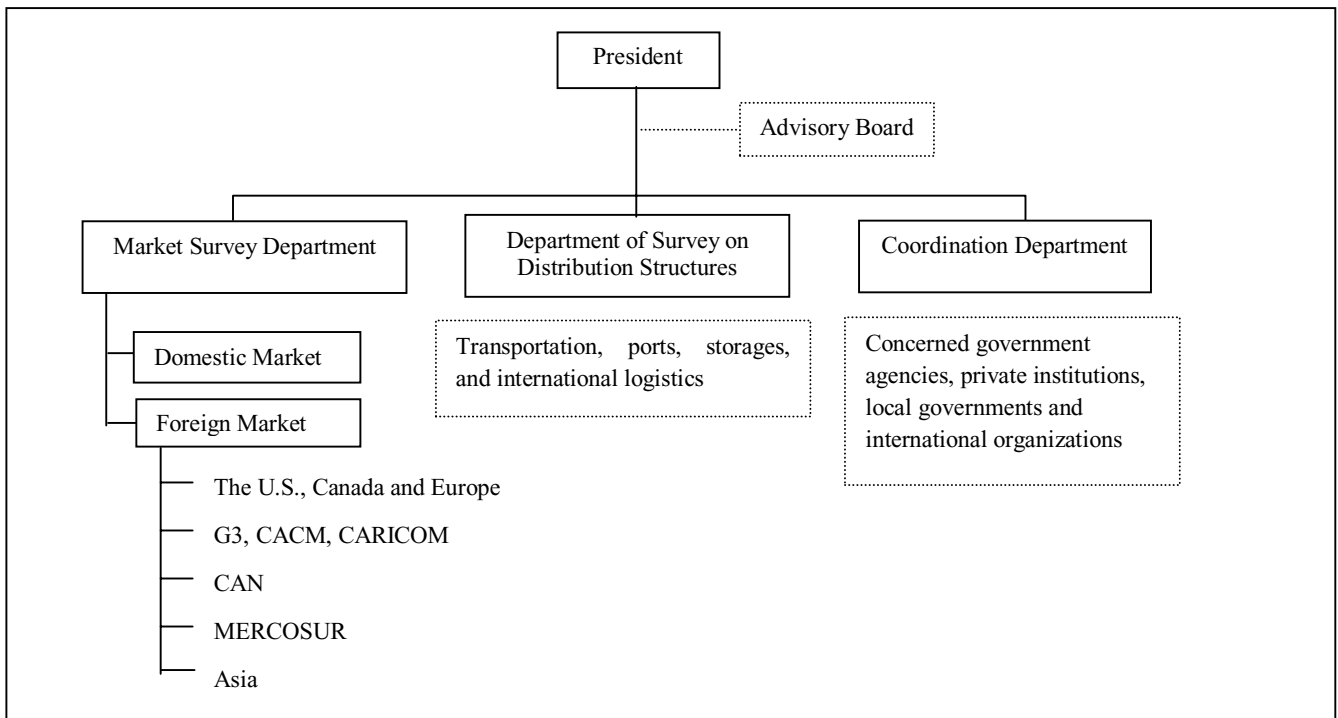 President
Advisory Board
Market Survey Department
Department of Survey on
Distribution Structures
Coordination Department
Domestic Market
Foreign Market
The U.S., Canada and Europe
G3, CACM, CARICOM
CAN
MERCOSUR
Asia
Transportation, ports, storages,
and international logistics
Concerned government
agencies, private institutions,
local governments and
international organizations